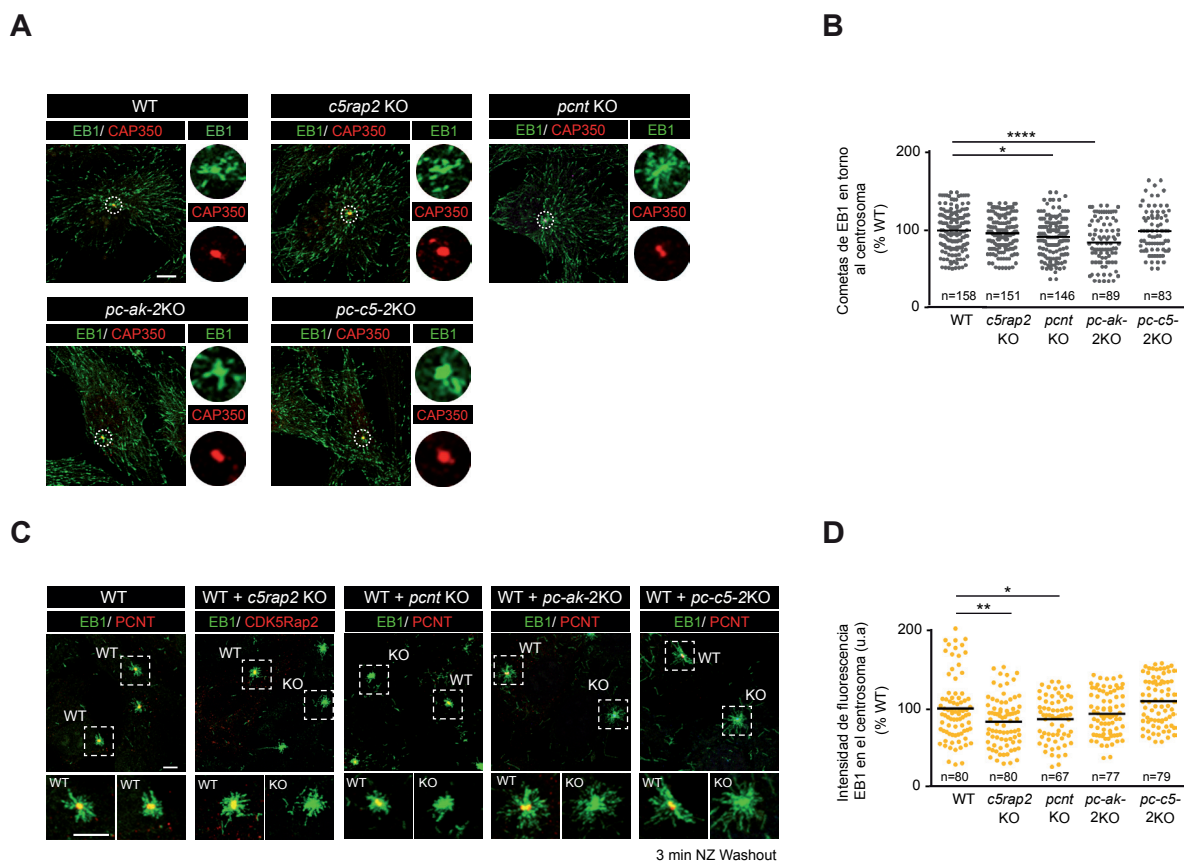 A
WT
c5rap2 KO
pcnt KO
EB1/ CAP350
EB1
EB1/ CAP350
EB1
EB1/ CAP350
EB1
CAP350
CAP350
CAP350
pc-ak-2KO
pc-c5-2KO
EB1/ CAP350
EB1
EB1/ CAP350
EB1
CAP350
CAP350
B
Cometas de EB1 en torno
al centrosoma
(% WT)
****
*
200
100
0
n=158
n=151
n=146
n=89
n=83
WT
c5rap2
KO
pcnt
KO
pc-ak-
2KO
pc-c5-
2KO
C
WT
WT + c5rap2 KO
WT + pcnt KO
WT + pc-ak-2KO
WT + pc-c5-2KO
EB1/ PCNT
EB1/ CDK5Rap2
EB1/ PCNT
EB1/ PCNT
EB1/ PCNT
WT
WT
WT
KO
KO
WT
WT
KO
WT
KO
WT
WT
WT
KO
WT
KO
WT
KO
WT
KO
3 min NZ Washout
D
Intensidad de fluorescencia
EB1 en el centrosoma (u.a)
(% WT)
*
**
200
100
0
n=80
n=80
n=67
n=77
n=79
WT
c5rap2
KO
pcnt
KO
pc-ak-
2KO
pc-c5-
2KO